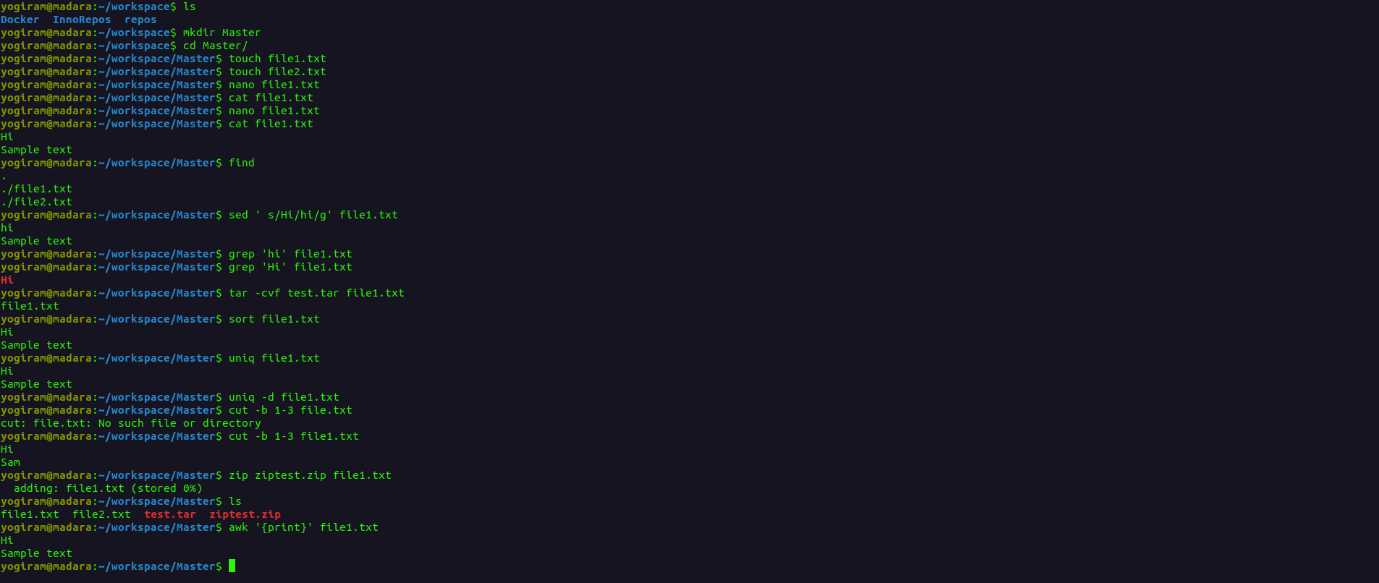 yogiram@madara:~/workspace$ ls
Docker  InnoRepos  repos
yogiram@madara:~/workspace$ mkdir Master
yogiram@madara:~/workspace$ cd Master/
yogiram@madara:~/workspace/Master$ touch file1.txt
yogiram@madara:~/workspace/Master$ touch file2.txt
yogiram@madara:~/workspace/Master$ nano file1.txt
yogiram@madara:~/workspace/Master$ cat file1.txt
yogiram@madara:~/workspace/Master$ nano file1.txt
yogiram@madara:~/workspace/Master$ cat file1.txt
Hi
Sample text
yogiram@madara:~/workspace/Master$ find
.
./file1.txt
./file2.txt
yogiram@madara:~/workspace/Master$ sed ' s/Hi/hi/g' file1.txt
hi
Sample text
yogiram@madara:~/workspace/Master$ grep 'hi' file1.txt
yogiram@madara:~/workspace/Master$ grep 'Hi' file1.txt
Hi
yogiram@madara:~/workspace/Master$ tar -cvf test.tar file1.txt
file1.txt
yogiram@madara:~/workspace/Master$ sort file1.txt
Hi
Sample text
yogiram@madara:~/workspace/Master$ uniq file1.txt
Hi
Sample text
yogiram@madara:~/workspace/Master$ uniq -d file1.txt
yogiram@madara:~/workspace/Master$ cut -b 1-3 file.txt
cut: file.txt: No such file or directory
yogiram@madara:~/workspace/Master$ cut -b 1-3 file1.txt
Hi
Sam
yogiram@madara:~/workspace/Master$ zip ziptest.zip file1.txt
  adding: file1.txt (stored 0%)
yogiram@madara:~/workspace/Master$ ls
file1.txt  file2.txt  test.tar  ziptest.zip
yogiram@madara:~/workspace/Master$ awk '{print}' file1.txt
Hi
Sample text
yogiram@madara:~/workspace/Master$